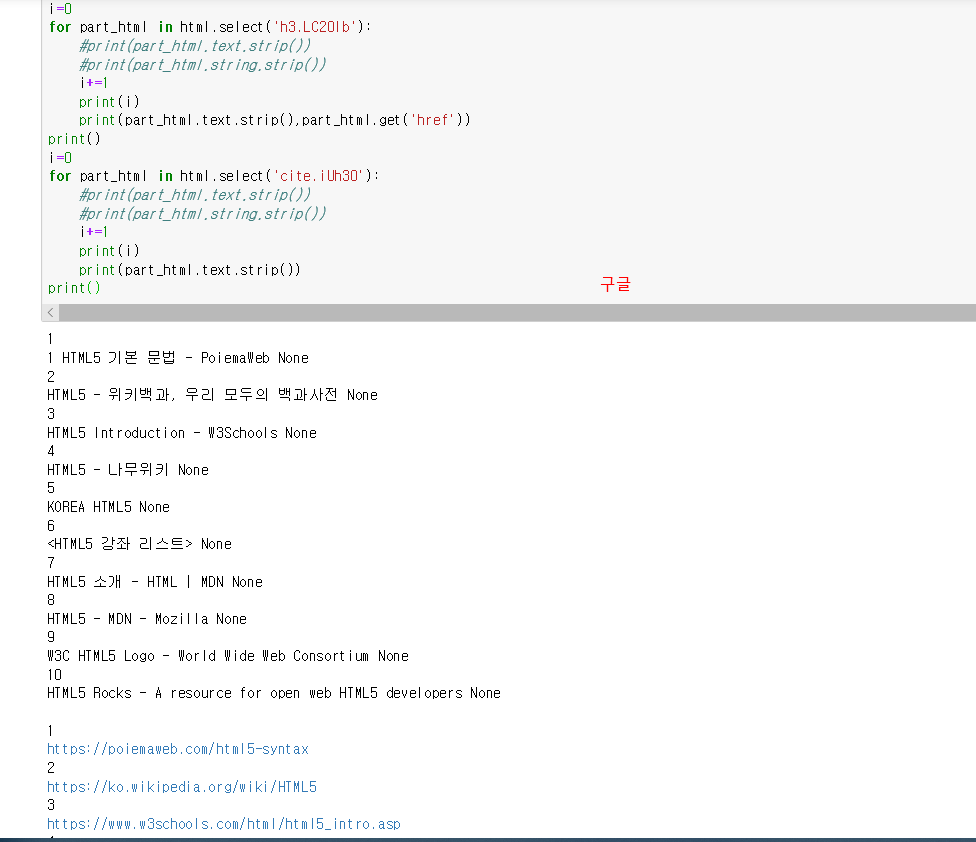 i=0
for part_html in html.select('h3.LC20lb'):
    #print(part_html.text.strip())
    #print(part_html.string.strip())
    i+=1
    print(i)
    print(part_html.text.strip(),part_html.get('href'))
print()
i=0
for part_html in html.select('cite.iUh30'):
    #print(part_html.text.strip())
    #print(part_html.string.strip())
    i+=1
    print(i)
    print(part_html.text.strip())
print()
구글
1
1 HTML5 기본 문법 - PoiemaWeb None
2
HTML5 - 위키백과, 우리 모두의 백과사전 None
3
HTML5 Introduction - W3Schools None
4
HTML5 - 나무위키 None
5
KOREA HTML5 None
6
<HTML5 강좌 리스트> None
7
HTML5 소개 - HTML | MDN None
8
HTML5 - MDN - Mozilla None
9
W3C HTML5 Logo - World Wide Web Consortium None
10
HTML5 Rocks - A resource for open web HTML5 developers None
1
https://poiemaweb.com/html5-syntax
2
https://ko.wikipedia.org/wiki/HTML5
3
https://www.w3schools.com/html/html5_intro.asp